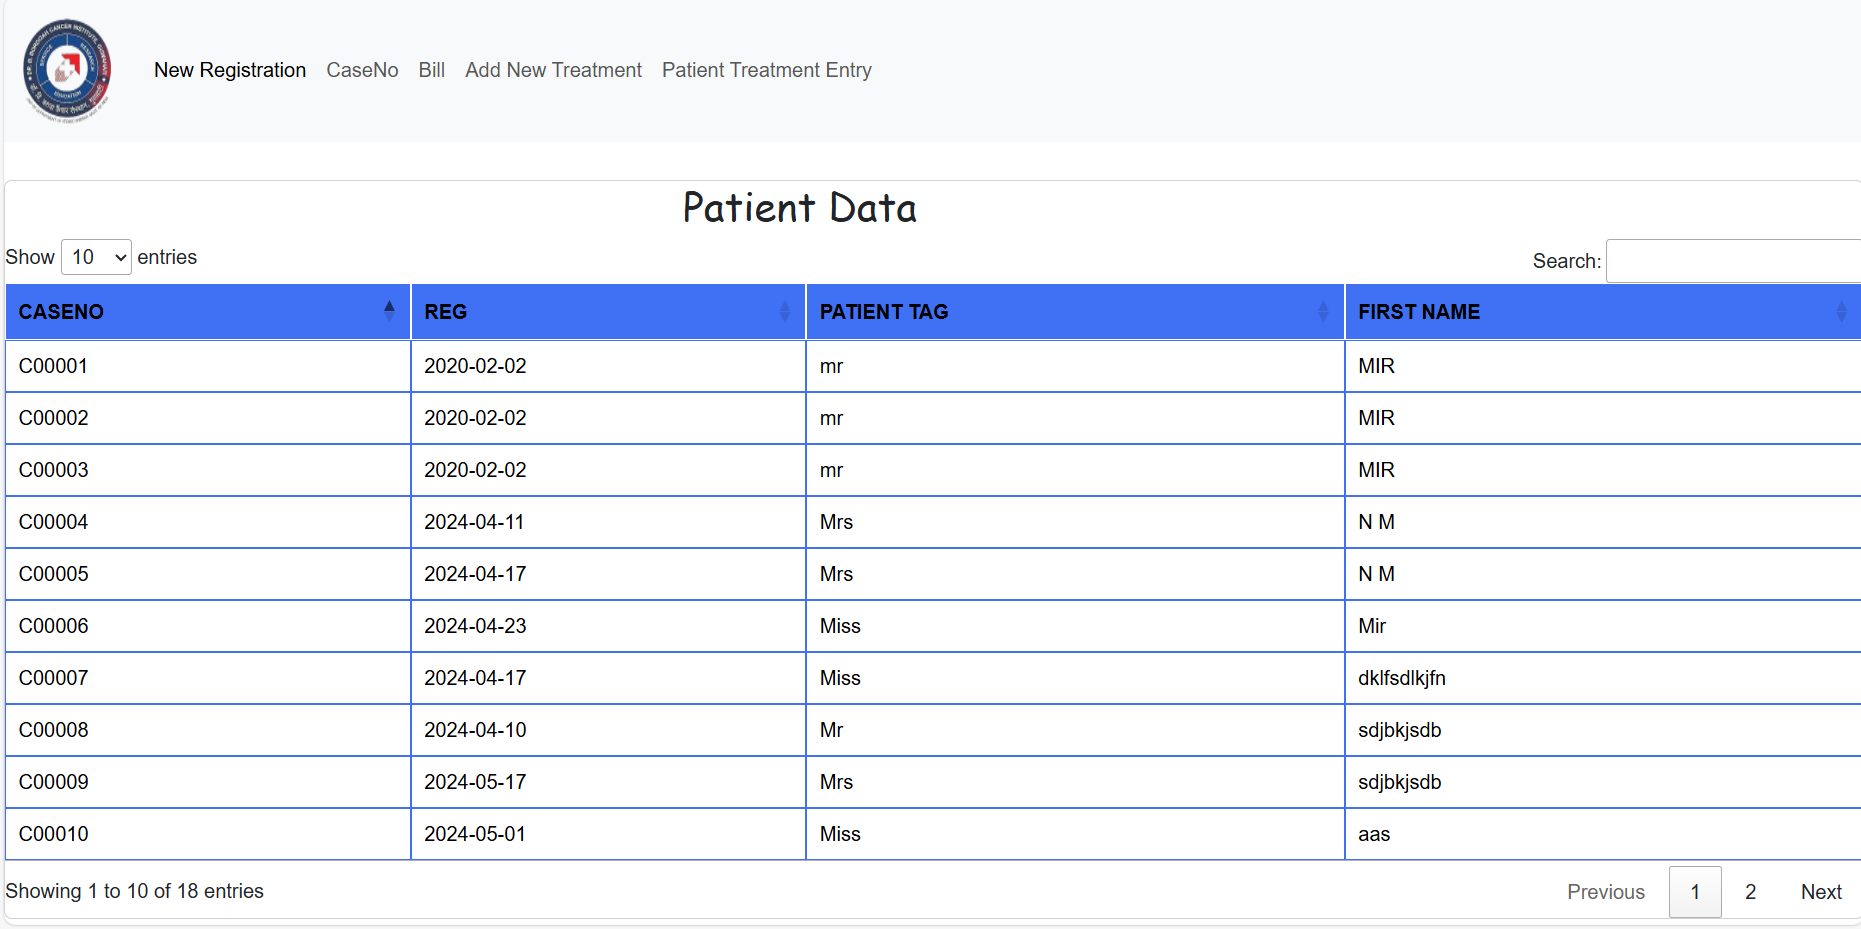 New Registration CaseNo Bill Add New Treatment Patient Treatment Entry
Patient Data
Show 10 entries Search:
CASENO REG PATIENT TAG FIRST NAME
C00001 2020-02-02 mr MIR
C00002 2020-02-02 mr MIR
C00003 2020-02-02 mr MIR
C00004 2024-04-11 Mrs N M
C00005 2024-04-17 Mrs N M
C00006 2024-04-23 Miss Mir
C00007 2024-04-17 Miss dklfsdlkjfn
C00008 2024-04-10 Mr sdjbkjsdb
C00009 2024-05-17 Mrs sdjbkjsdb
C00010 2024-05-01 Miss aas
Showing 1 to 10 of 18 entries Previous 1 2 Next